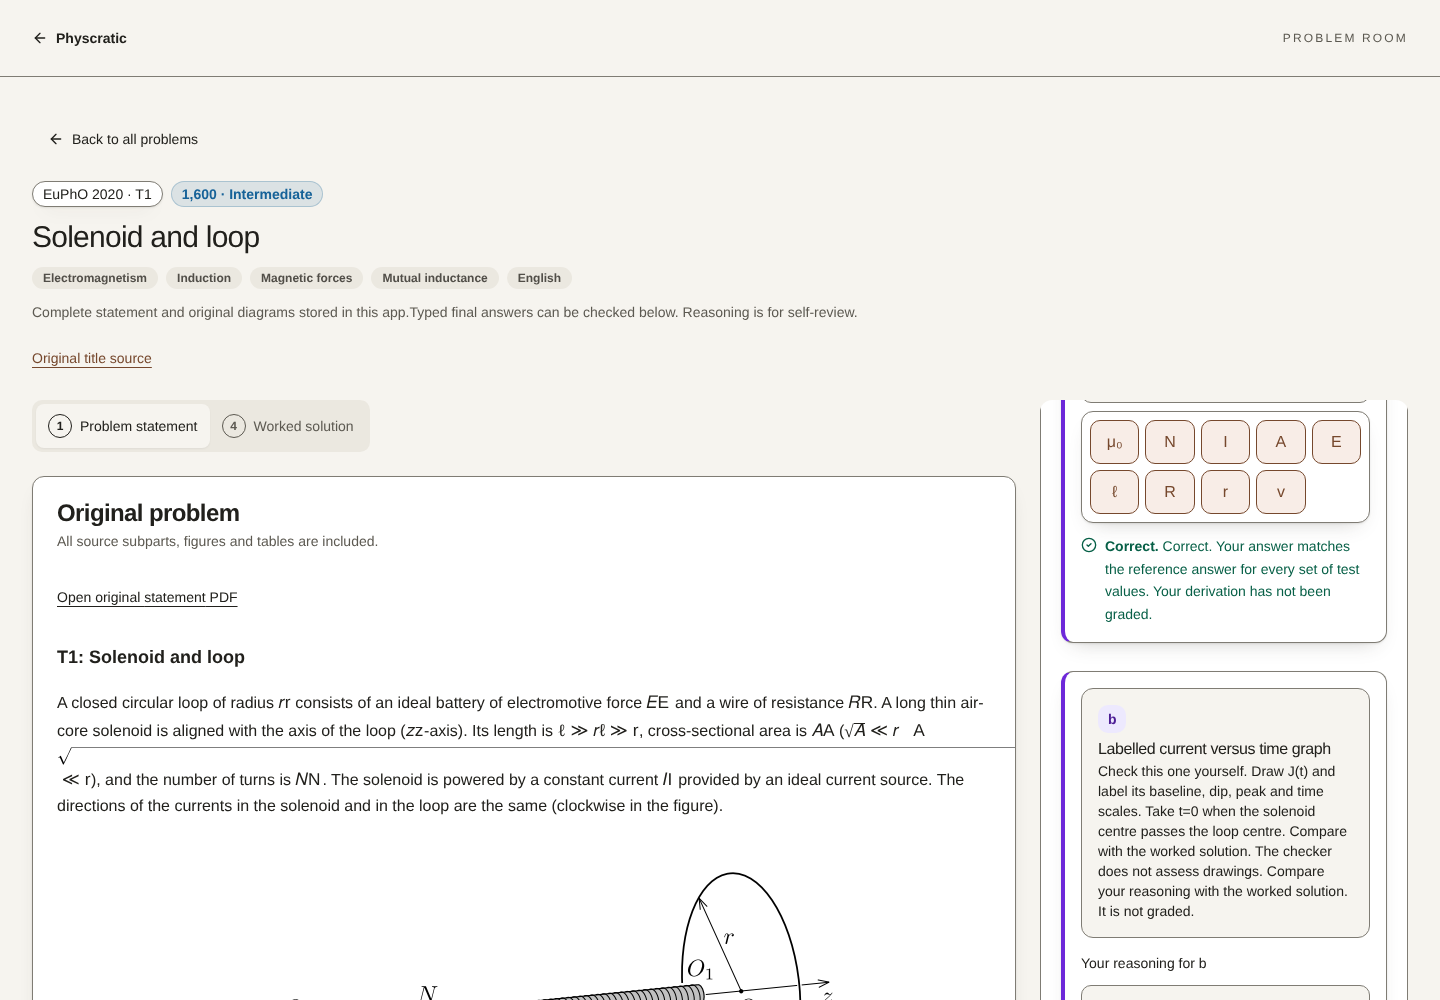 Physcratic
PROBLEM ROOM
Back to all problems
EuPhO 2020 · T1
1,600 · Intermediate
Solenoid and loop
Electromagnetism
Induction
Magnetic forces
Mutual inductance
English
Complete statement and original diagrams stored in this app.Typed final answers can be checked below. Reasoning is for self-review.
Original title source
1 Problem statement
4 Worked solution
Original problem
All source subparts, figures and tables are included.
Open original statement PDF
T1: Solenoid and loop
A closed circular loop of radius rr consists of an ideal battery of electromotive force EE and a wire of resistance RR. A long thin air-
core solenoid is aligned with the axis of the loop (zz-axis). Its length is ℓ ≫ rℓ ≫ r, cross-sectional area is AA (√A ≪ r A
√
≪ r), and the number of turns is NN. The solenoid is powered by a constant current II provided by an ideal current source. The
directions of the currents in the solenoid and in the loop are the same (clockwise in the figure).
r
O₁
N
z
μ₀ N I A E
ℓ R r v
Correct. Correct. Your answer matches
the reference answer for every set of test
values. Your derivation has not been
graded.
b
Labelled current versus time graph
Check this one yourself. Draw J(t) and
label its baseline, dip, peak and time
scales. Take t=0 when the solenoid
centre passes the loop centre. Compare
with the worked solution. The checker
does not assess drawings. Compare
your reasoning with the worked solution.
It is not graded.
Your reasoning for b